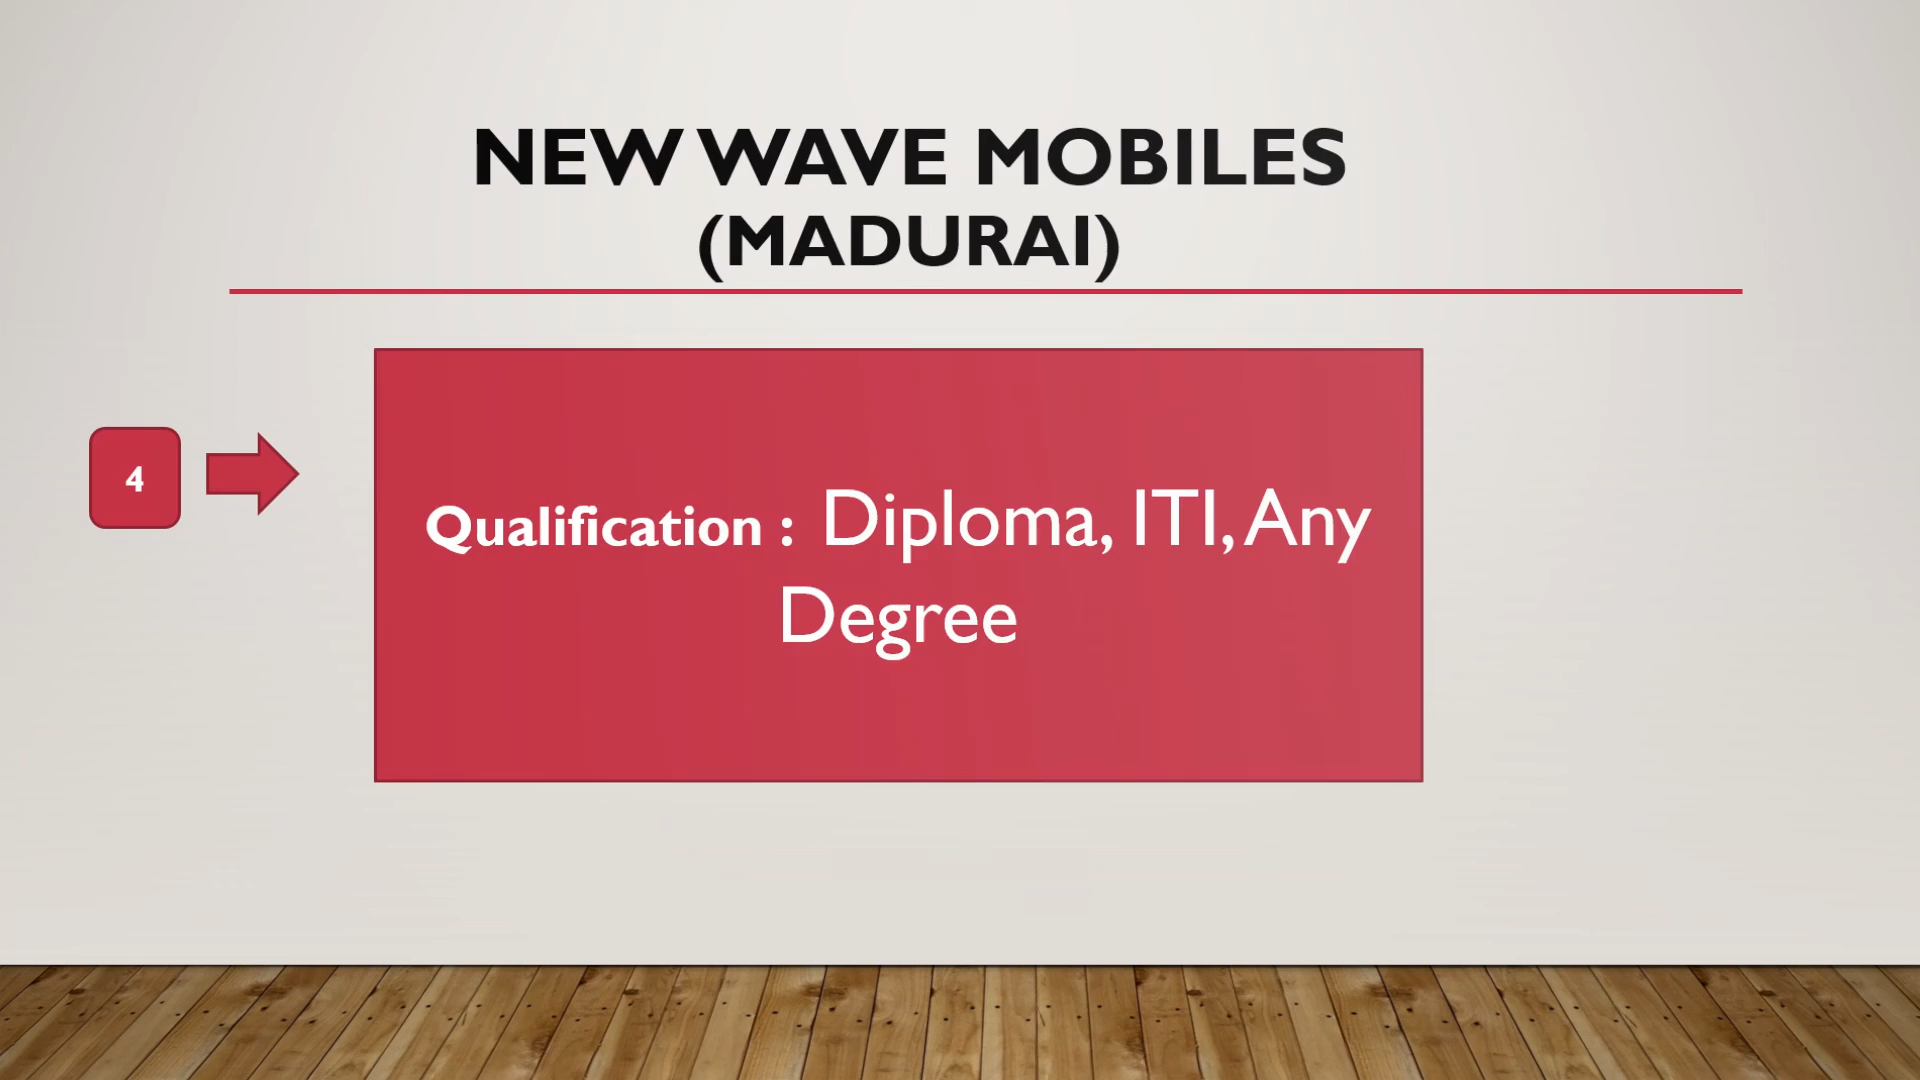 NEW WAVE MOBILES
(MADURAI)
4
Qualification : Diploma, ITI, Any
Degree